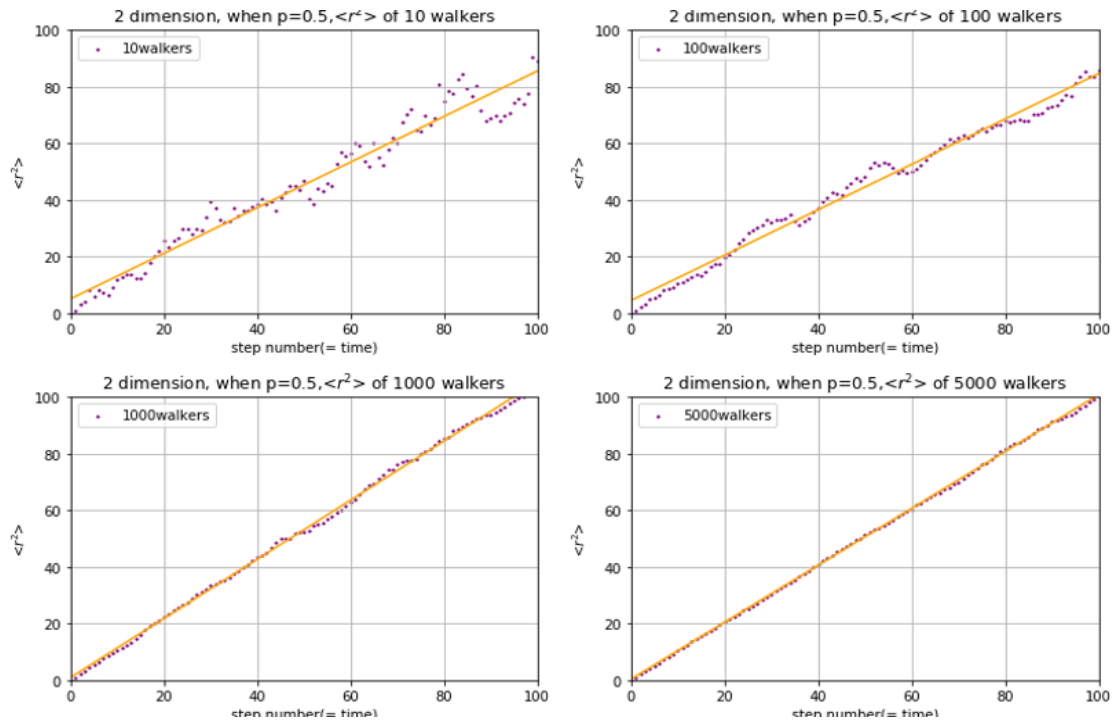 2 dimension, when p=0.5,<r²> of 10 walkers
10walkers
100
80
60
40
20
0
<r²>
0 20 40 60 80 100
step number(= time)
2 dimension, when p=0.5,<r²> of 100 walkers
100walkers
100
80
60
40
20
0
<r²>
0 20 40 60 80 100
step number(= time)
2 dimension, when p=0.5,<r²> of 1000 walkers
1000walkers
100
80
60
40
20
0
<r²>
0 20 40 60 80 100
step number(= time)
2 dimension, when p=0.5,<r²> of 5000 walkers
5000walkers
100
80
60
40
20
0
<r²>
0 20 40 60 80 100
step number(= time)